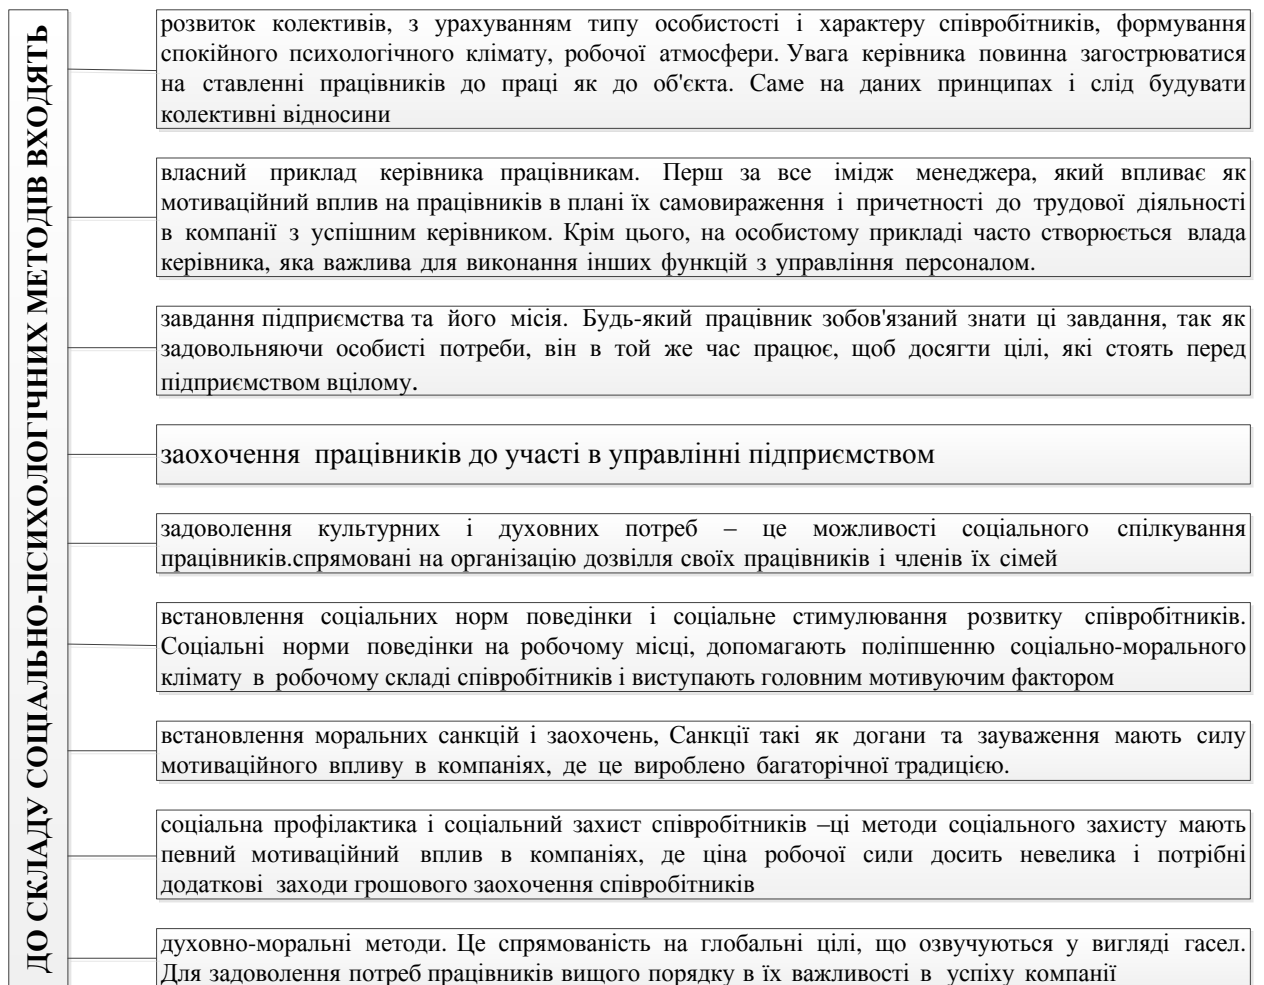 ДО СКЛАДУ СОЦІАЛЬНО-ПСИХОЛОГІЧНИХ МЕТОДІВ ВХОДЯТЬ
розвиток колективів, з урахуванням типу особистості і характеру співробітників, формування
спокійного психологічного клімату, робочої атмосфери. Увага керівника повинна загострюватися
на ставленні працівників до праці як до об'єкта. Саме на даних принципах і слід будувати
колективні відносини
власний приклад керівника працівникам. Перш за все імідж менеджера, який впливає як
мотиваційний вплив на працівників в плані їх самовираження і причетності до трудової діяльності
в компанії з успішним керівником. Крім цього, на особистому прикладі часто створюється влада
керівника, яка важлива для виконання інших функцій з управління персоналом.
завдання підприємства та його місія. Будь-який працівник зобов'язаний знати ці завдання, так як
задовольняючи особисті потреби, він в той же час працює, щоб досягти цілі, які стоять перед
підприємством вцілому.
заохочення працівників до участі в управлінні підприємством
задоволення культурних і духовних потреб – це можливості соціального спілкування
працівників.спрямовані на організацію дозвілля своїх працівників і членів їх сімей
встановлення соціальних норм поведінки і соціальне стимулювання розвитку співробітників.
Соціальні норми поведінки на робочому місці, допомагають поліпшенню соціально-морального
клімату в робочому складі співробітників і виступають головним мотивуючим фактором
встановлення моральних санкцій і заохочень, Санкції такі як догани та зауваження мають силу
мотиваційного впливу в компаніях, де це вироблено багаторічної традицією.
соціальна профілактика і соціальний захист співробітників –ці методи соціального захисту мають
певний мотиваційний вплив в компаніях, де ціна робочої сили досить невелика і потрібні
додаткові заходи грошового заохочення співробітників
духовно-моральні методи. Це спрямованість на глобальні цілі, що озвучуються у вигляді гасел.
Для задоволення потреб працівників вищого порядку в їх важливості в успіху компанії